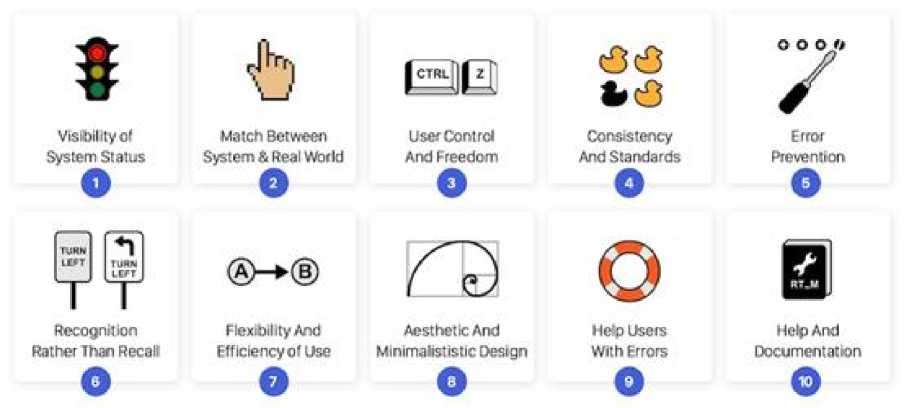 CTRL Z
Visibility of
System Status
1
Match Between
System & Real World
2
User Control
And Freedom
3
Consistency
And Standards
4
Error
Prevention
5
TURN
LEFT
TURN
LEFT
Recognition
Rather Than Recall
6
A B
Flexibility And
Efficiency of Use
7
Aesthetic And
Minimalististic Design
8
Help Users
With Errors
9
RT_M
Help And
Documentation
10